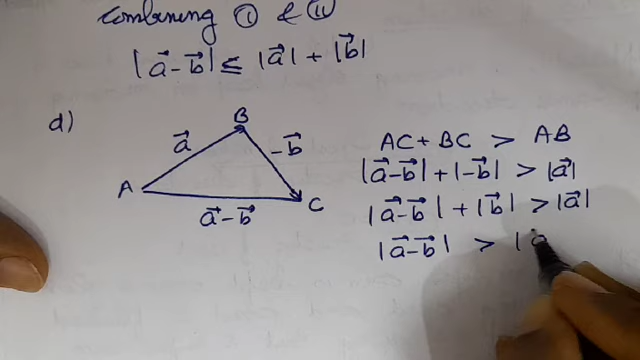 Combining ① & ②
|a⃗ - b⃗| ≤ |a⃗| + |b⃗|
d)
B
a⃗
-b⃗
A
C
a⃗ - b⃗
AC + BC > AB
|a⃗ - b⃗| + |-b⃗| > |a⃗|
|a⃗ - b⃗| + |b⃗| > |a⃗|
|a⃗ - b⃗| > |a